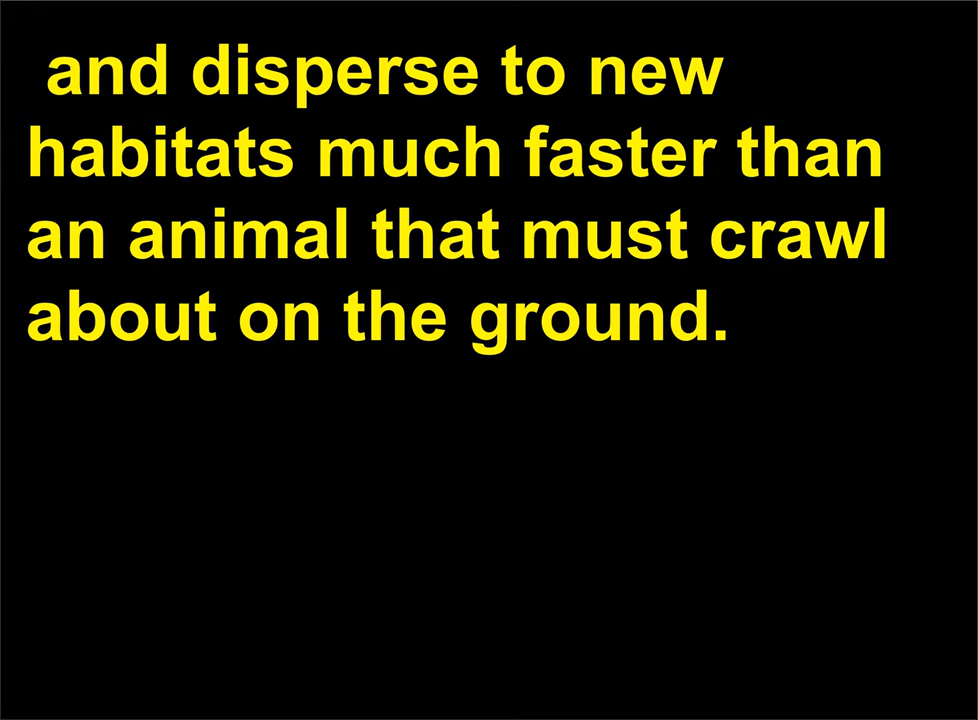 and disperse to new
habitats much faster than
an animal that must crawl
about on the ground.